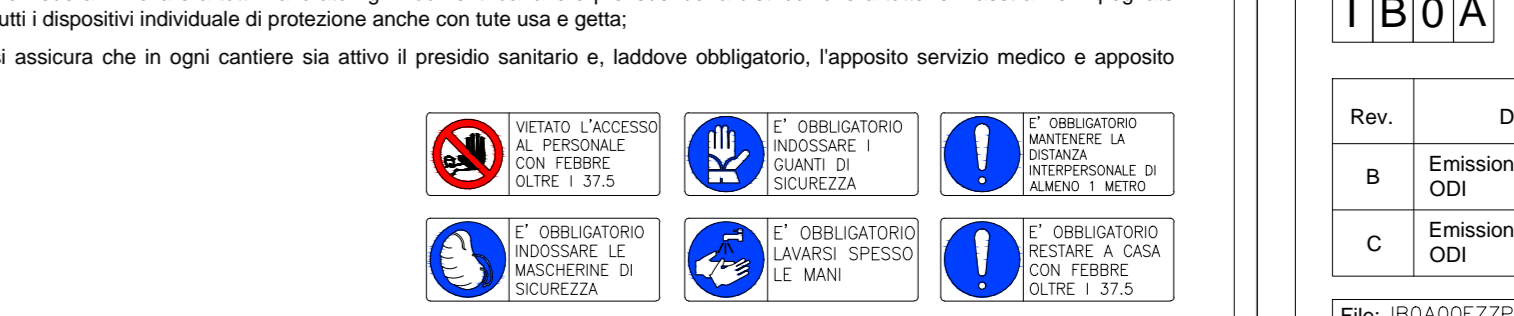 tutti i dispositivi individuale di protezione anche con tute usa e getta;
si assicura che in ogni cantiere sia attivo il presidio sanitario e, laddove obbligatorio, l'apposito servizio medico e apposito
VIETATO L'ACCESSO
AL PERSONALE
CON FEBBRE
OLTRE I 37.5
E' OBBLIGATORIO
INDOSSARE I
GUANTI DI
SICUREZZA
E' OBBLIGATORIO
MANTENERE LA
DISTANZA
INTERPERSONALE DI
ALMENO 1 METRO
E' OBBLIGATORIO
INDOSSARE LE
MASCHERINE DI
SICUREZZA
E' OBBLIGATORIO
LAVARSI SPESSO
LE MANI
E' OBBLIGATORIO
RESTARE A CASA
CON FEBBRE
OLTRE I 37.5
I B 0 A
Rev. D
B Emission
ODI
C Emission
ODI
File: